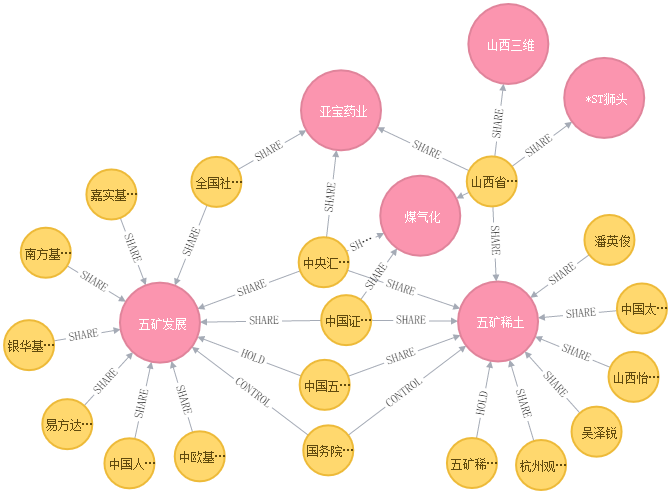 山西三维
*ST狮头
亚宝药业
SHARE
SHARE
SHARE
SHARE
全国社…
山西省…
嘉实基…
SHARE
煤气化
SHARE
SHARE
SHARE
潘英俊
南方基…
SH…
中央汇…
SHARE
SHARE
SHARE
SHARE
SHARE
中国太…
五矿发展
SHARE
中国证…
SHARE
五矿稀土
SHARE
银华基…
SHARE
HOLD
SHARE
SHARE
山西怡…
SHARE
CONTROL
中国五…
CONTROL
SHARE
SHARE
SHARE
HOLD
SHARE
易方达…
吴泽锐
中国人…
中欧基…
国务院…
五矿稀…
杭州观…